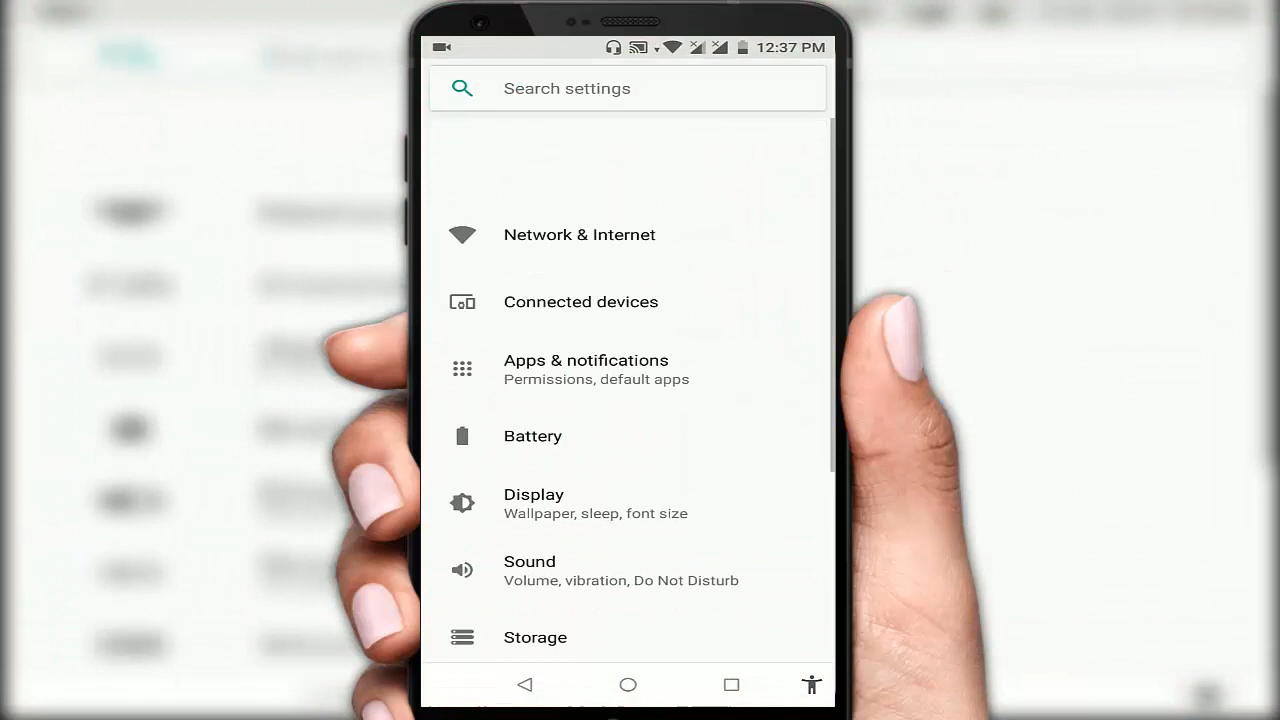 12:37 PM
Search settings
Network & Internet
Connected devices
Apps & notifications
Permissions, default apps
Battery
Display
Wallpaper, sleep, font size
Sound
Volume, vibration, Do Not Disturb
Storage